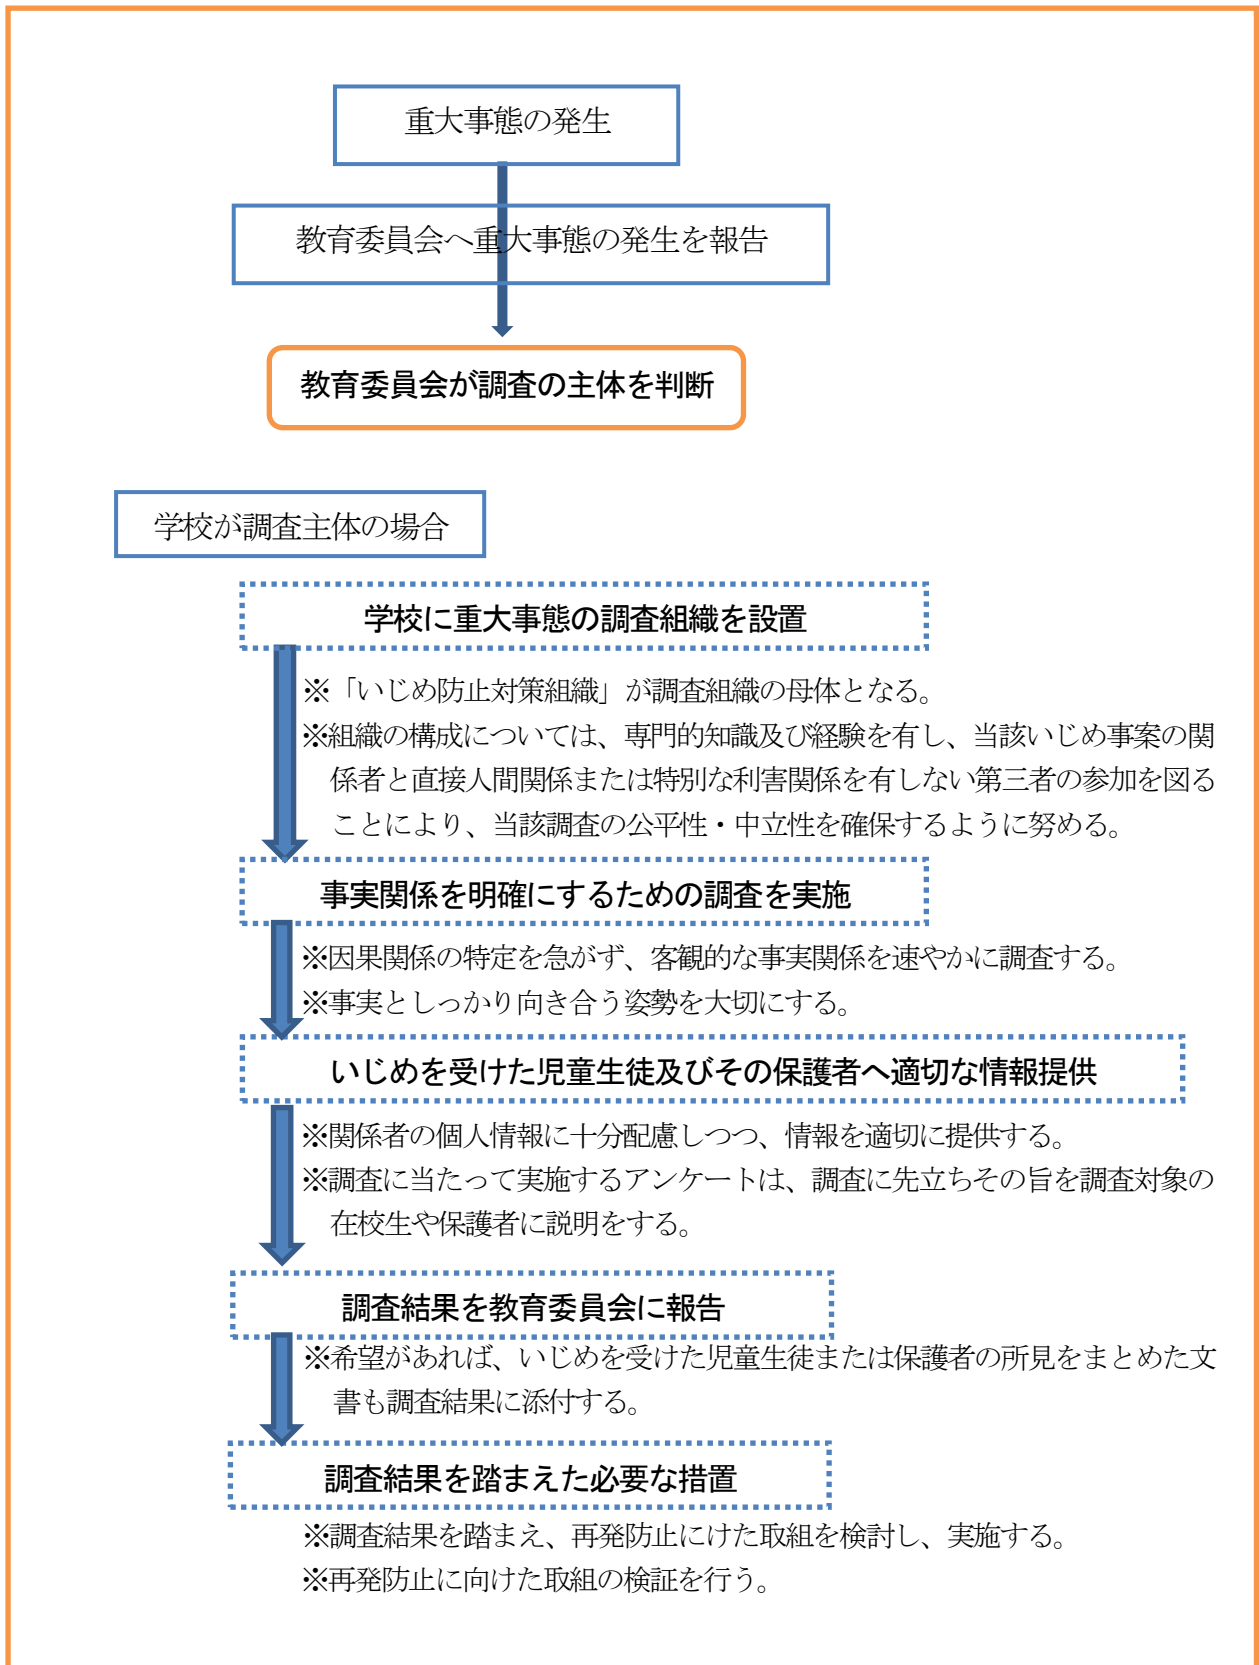 重大事態の発生
教育委員会へ重大事態の発生を報告
教育委員会が調査の主体を判断
学校が調査主体の場合
学校に重大事態の調査組織を設置
※「いじめ防止対策組織」が調査組織の母体となる。
※組織の構成については、専門的知識及び経験を有し、当該いじめ事案の関
係者と直接人間関係または特別な利害関係を有しない第三者の参加を図る
ことにより、当該調査の公平性・中立性を確保するように努める。
事実関係を明確にするための調査を実施
※因果関係の特定を急がず、客観的な事実関係を速やかに調査する。
※事実としっかり向き合う姿勢を大切にする。
いじめを受けた児童生徒及びその保護者へ適切な情報提供
※関係者の個人情報に十分配慮しつつ、情報を適切に提供する。
※調査に当たって実施するアンケートは、調査に先立ちその旨を調査対象の
在校生や保護者に説明をする。
調査結果を教育委員会に報告
※希望があれば、いじめを受けた児童生徒または保護者の所見をまとめた文
書も調査結果に添付する。
調査結果を踏まえた必要な措置
※調査結果を踏まえ、再発防止にけた取組を検討し、実施する。
※再発防止に向けた取組の検証を行う。